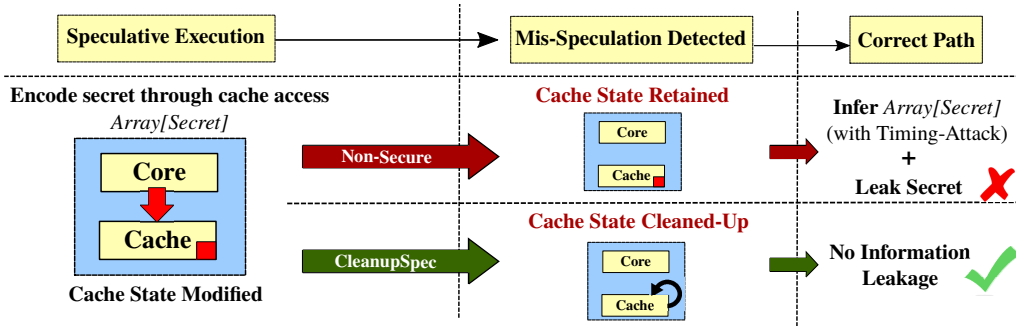 Speculative Execution
Mis-Speculation Detected
Correct Path
Encode secret through cache access
Array[Secret]
Core
Cache
Cache State Modified
Non-Secure
Cache State Retained
Core
Cache
Infer Array[Secret]
(with Timing-Attack)
+
Leak Secret
CleanupSpec
Cache State Cleaned-Up
Core
Cache
No Information
Leakage